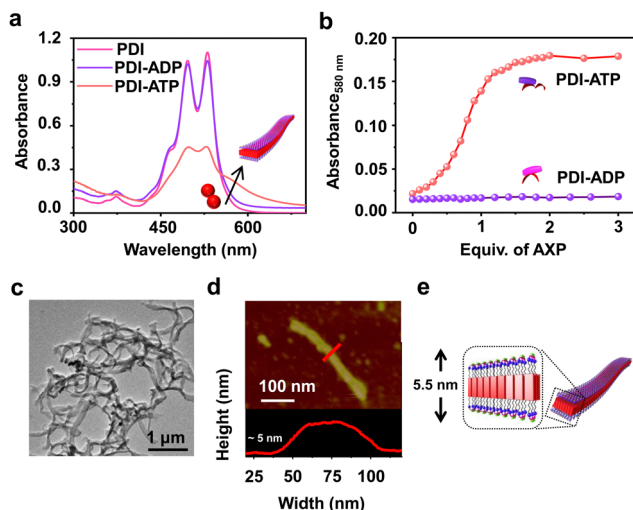 a
PDI
PDI-ADP
PDI-ATP
1.2
0.9
0.6
0.3
0.0
Absorbance
300
400
500
600
Wavelength (nm)
b
0.20
0.15
0.10
0.05
0.00
Absorbance580 nm
PDI-ATP
PDI-ADP
0
1
2
3
Equiv. of AXP
c
1 µm
d
100 nm
Height (nm)
~ 5 nm
25
50
75
100
Width (nm)
e
5.5 nm